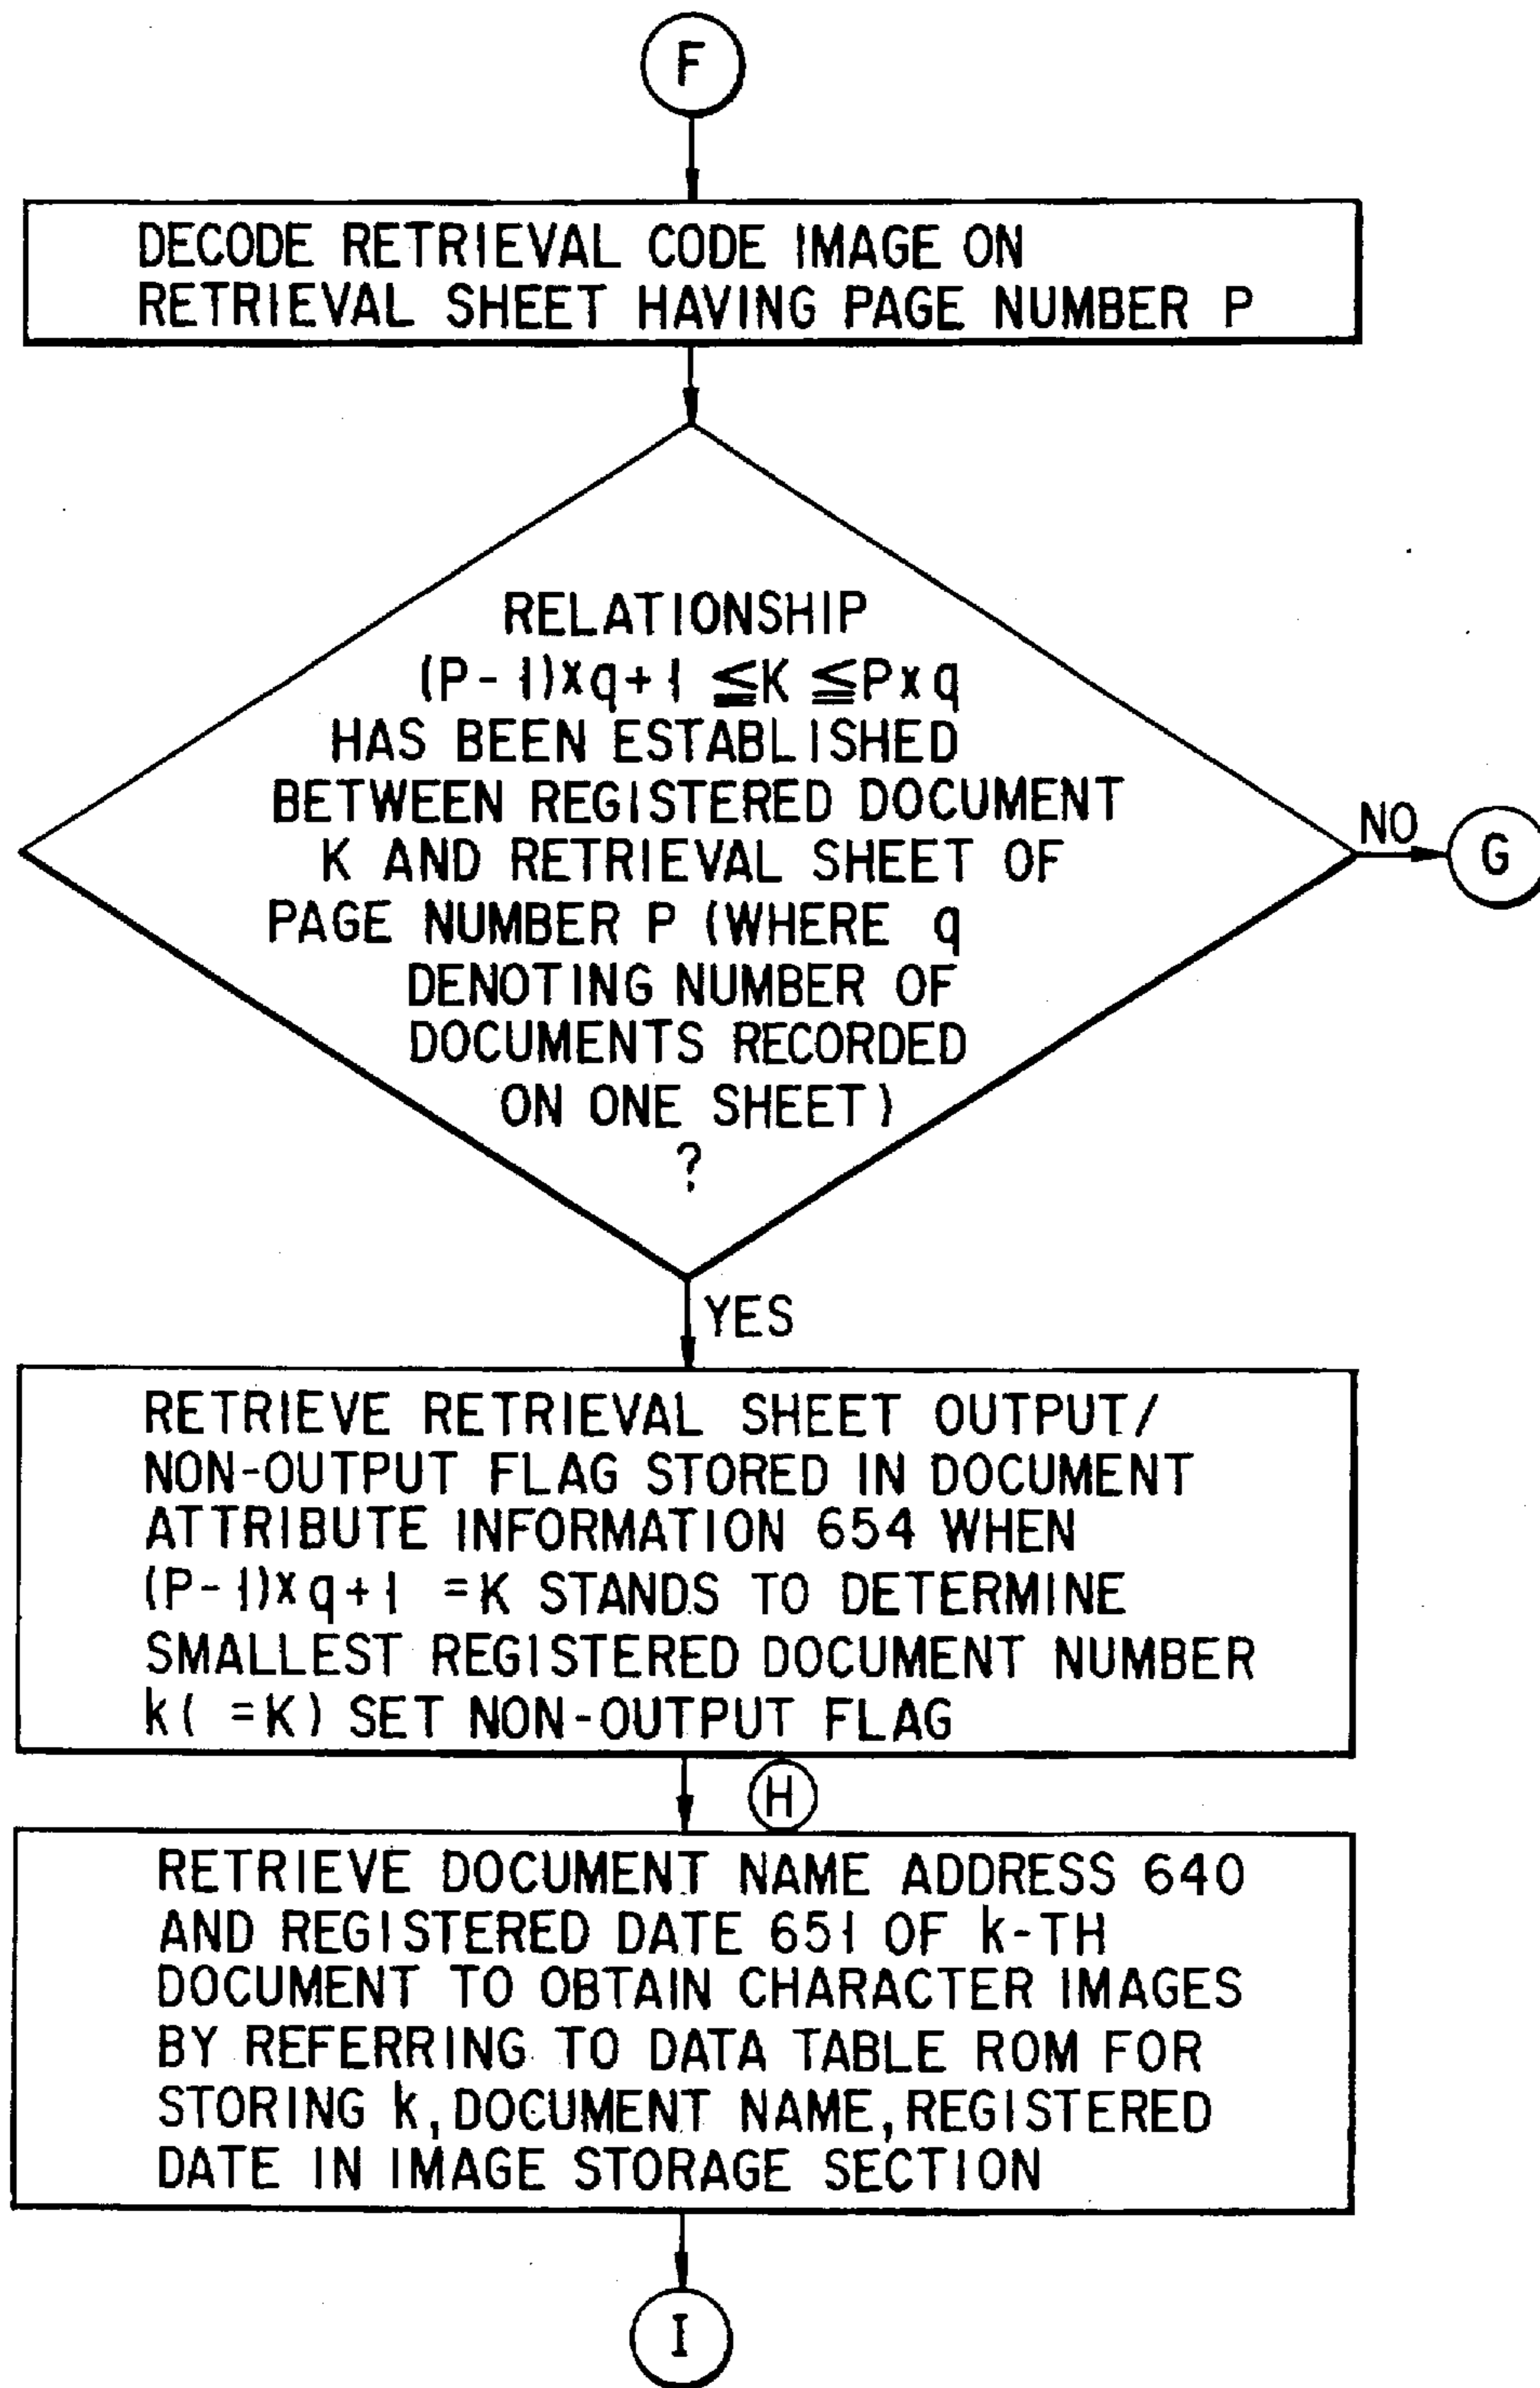 F
DECODE RETRIEVAL CODE IMAGE ON
RETRIEVAL SHEET HAVING PAGE NUMBER P
RELATIONSHIP
(P-1)xq+1 ≦K ≦Pxq
HAS BEEN ESTABLISHED
BETWEEN REGISTERED DOCUMENT
K AND RETRIEVAL SHEET OF
PAGE NUMBER P (WHERE q
DENOTING NUMBER OF
DOCUMENTS RECORDED
ON ONE SHEET)
?
NO
G
YES
RETRIEVE RETRIEVAL SHEET OUTPUT/
NON-OUTPUT FLAG STORED IN DOCUMENT
ATTRIBUTE INFORMATION 654 WHEN
(P-1)xq+1 =K STANDS TO DETERMINE
SMALLEST REGISTERED DOCUMENT NUMBER
k( =K) SET NON-OUTPUT FLAG
H
RETRIEVE DOCUMENT NAME ADDRESS 640
AND REGISTERED DATE 651 OF k-TH
DOCUMENT TO OBTAIN CHARACTER IMAGES
BY REFERRING TO DATA TABLE ROM FOR
STORING k, DOCUMENT NAME, REGISTERED
DATE IN IMAGE STORAGE SECTION
I